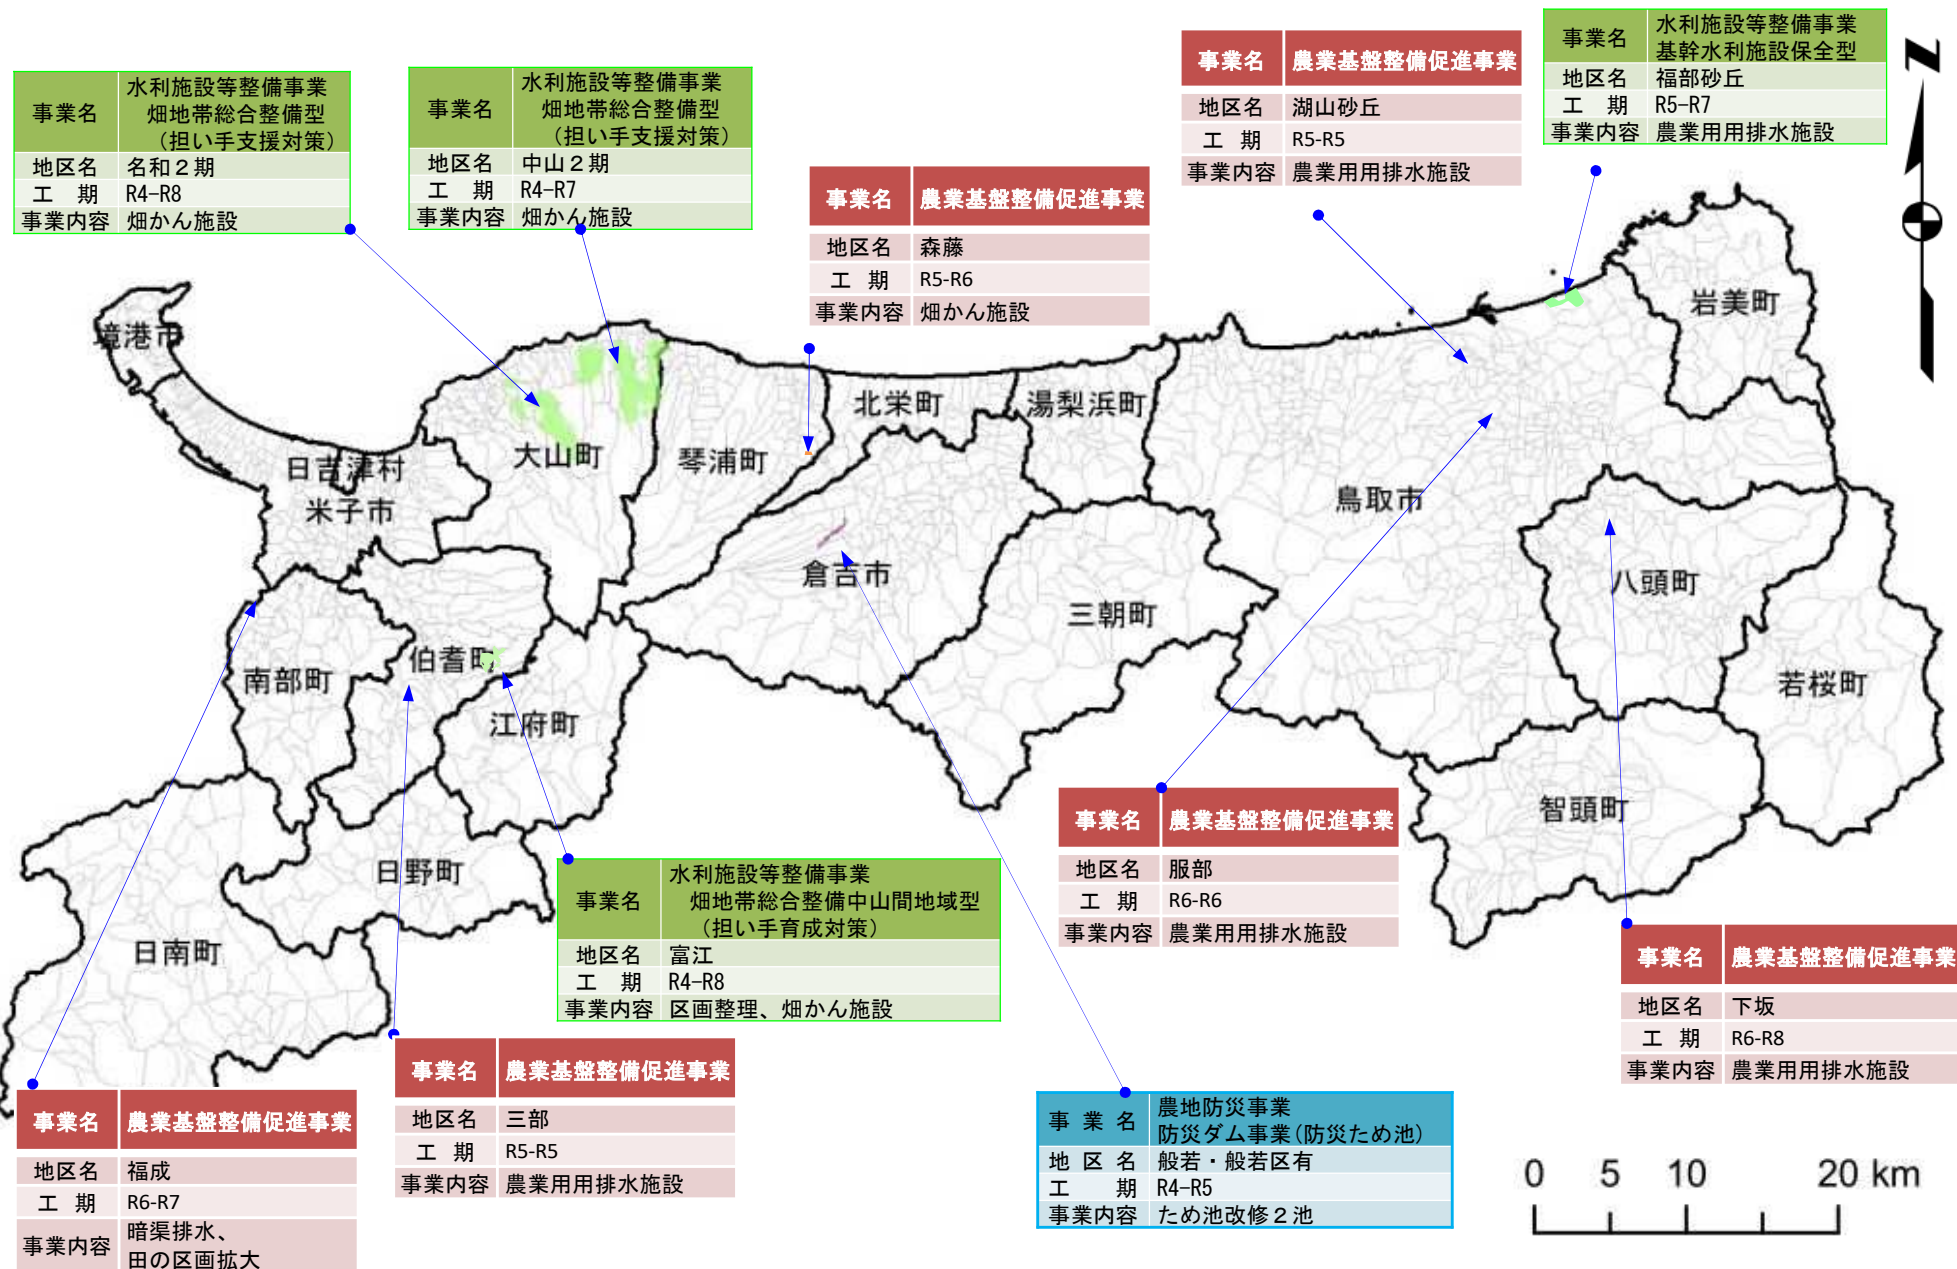 事業名 水利施設等整備事業
畑地帯総合整備型
（担い手支援対策）
地区名 名和２期
工　期 R4-R8
事業内容 畑かん施設
事業名 水利施設等整備事業
畑地帯総合整備型
（担い手支援対策）
地区名 中山２期
工　期 R4-R7
事業内容 畑かん施設
事業名 農業基盤整備促進事業
地区名 森藤
工　期 R5-R6
事業内容 畑かん施設
事業名 農業基盤整備促進事業
地区名 湖山砂丘
工　期 R5-R5
事業内容 農業用用排水施設
事業名 水利施設等整備事業
基幹水利施設保全型
地区名 福部砂丘
工　期 R5-R7
事業内容 農業用用排水施設
N
境港市
日吉津村
米子市
大山町
琴浦町
北栄町
湯梨浜町
岩美町
鳥取市
倉吉市
三朝町
八頭町
若桜町
智頭町
南部町
伯耆町
江府町
日野町
日南町
事業名 水利施設等整備事業
畑地帯総合整備中山間地域型
（担い手育成対策）
地区名 富江
工　期 R4-R8
事業内容 区画整理、畑かん施設
事業名 農業基盤整備促進事業
地区名 服部
工　期 R6-R6
事業内容 農業用用排水施設
事業名 農業基盤整備促進事業
地区名 下坂
工　期 R6-R8
事業内容 農業用用排水施設
事業名 農業基盤整備促進事業
地区名 三部
工　期 R5-R5
事業内容 農業用用排水施設
事業名 農業基盤整備促進事業
地区名 福成
工　期 R6-R7
事業内容 暗渠排水、
田の区画拡大
事 業 名 農地防災事業
防災ダム事業（防災ため池）
地 区 名 般若・般若区有
工　　期 R4-R5
事業内容 ため池改修２池
0 5 10 20 km